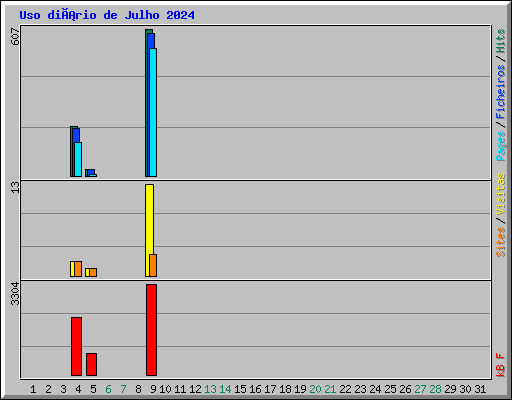 Uso diÃ¡rio de Julho 2024
607
13
3304
Pages / Ficheiros / Hits
Sites / Visitas
kB F
1 2 3 4 5 6 7 8 9 10 11 12 13 14 15 16 17 18 19 20 21 22 23 24 25 26 27 28 29 30 31